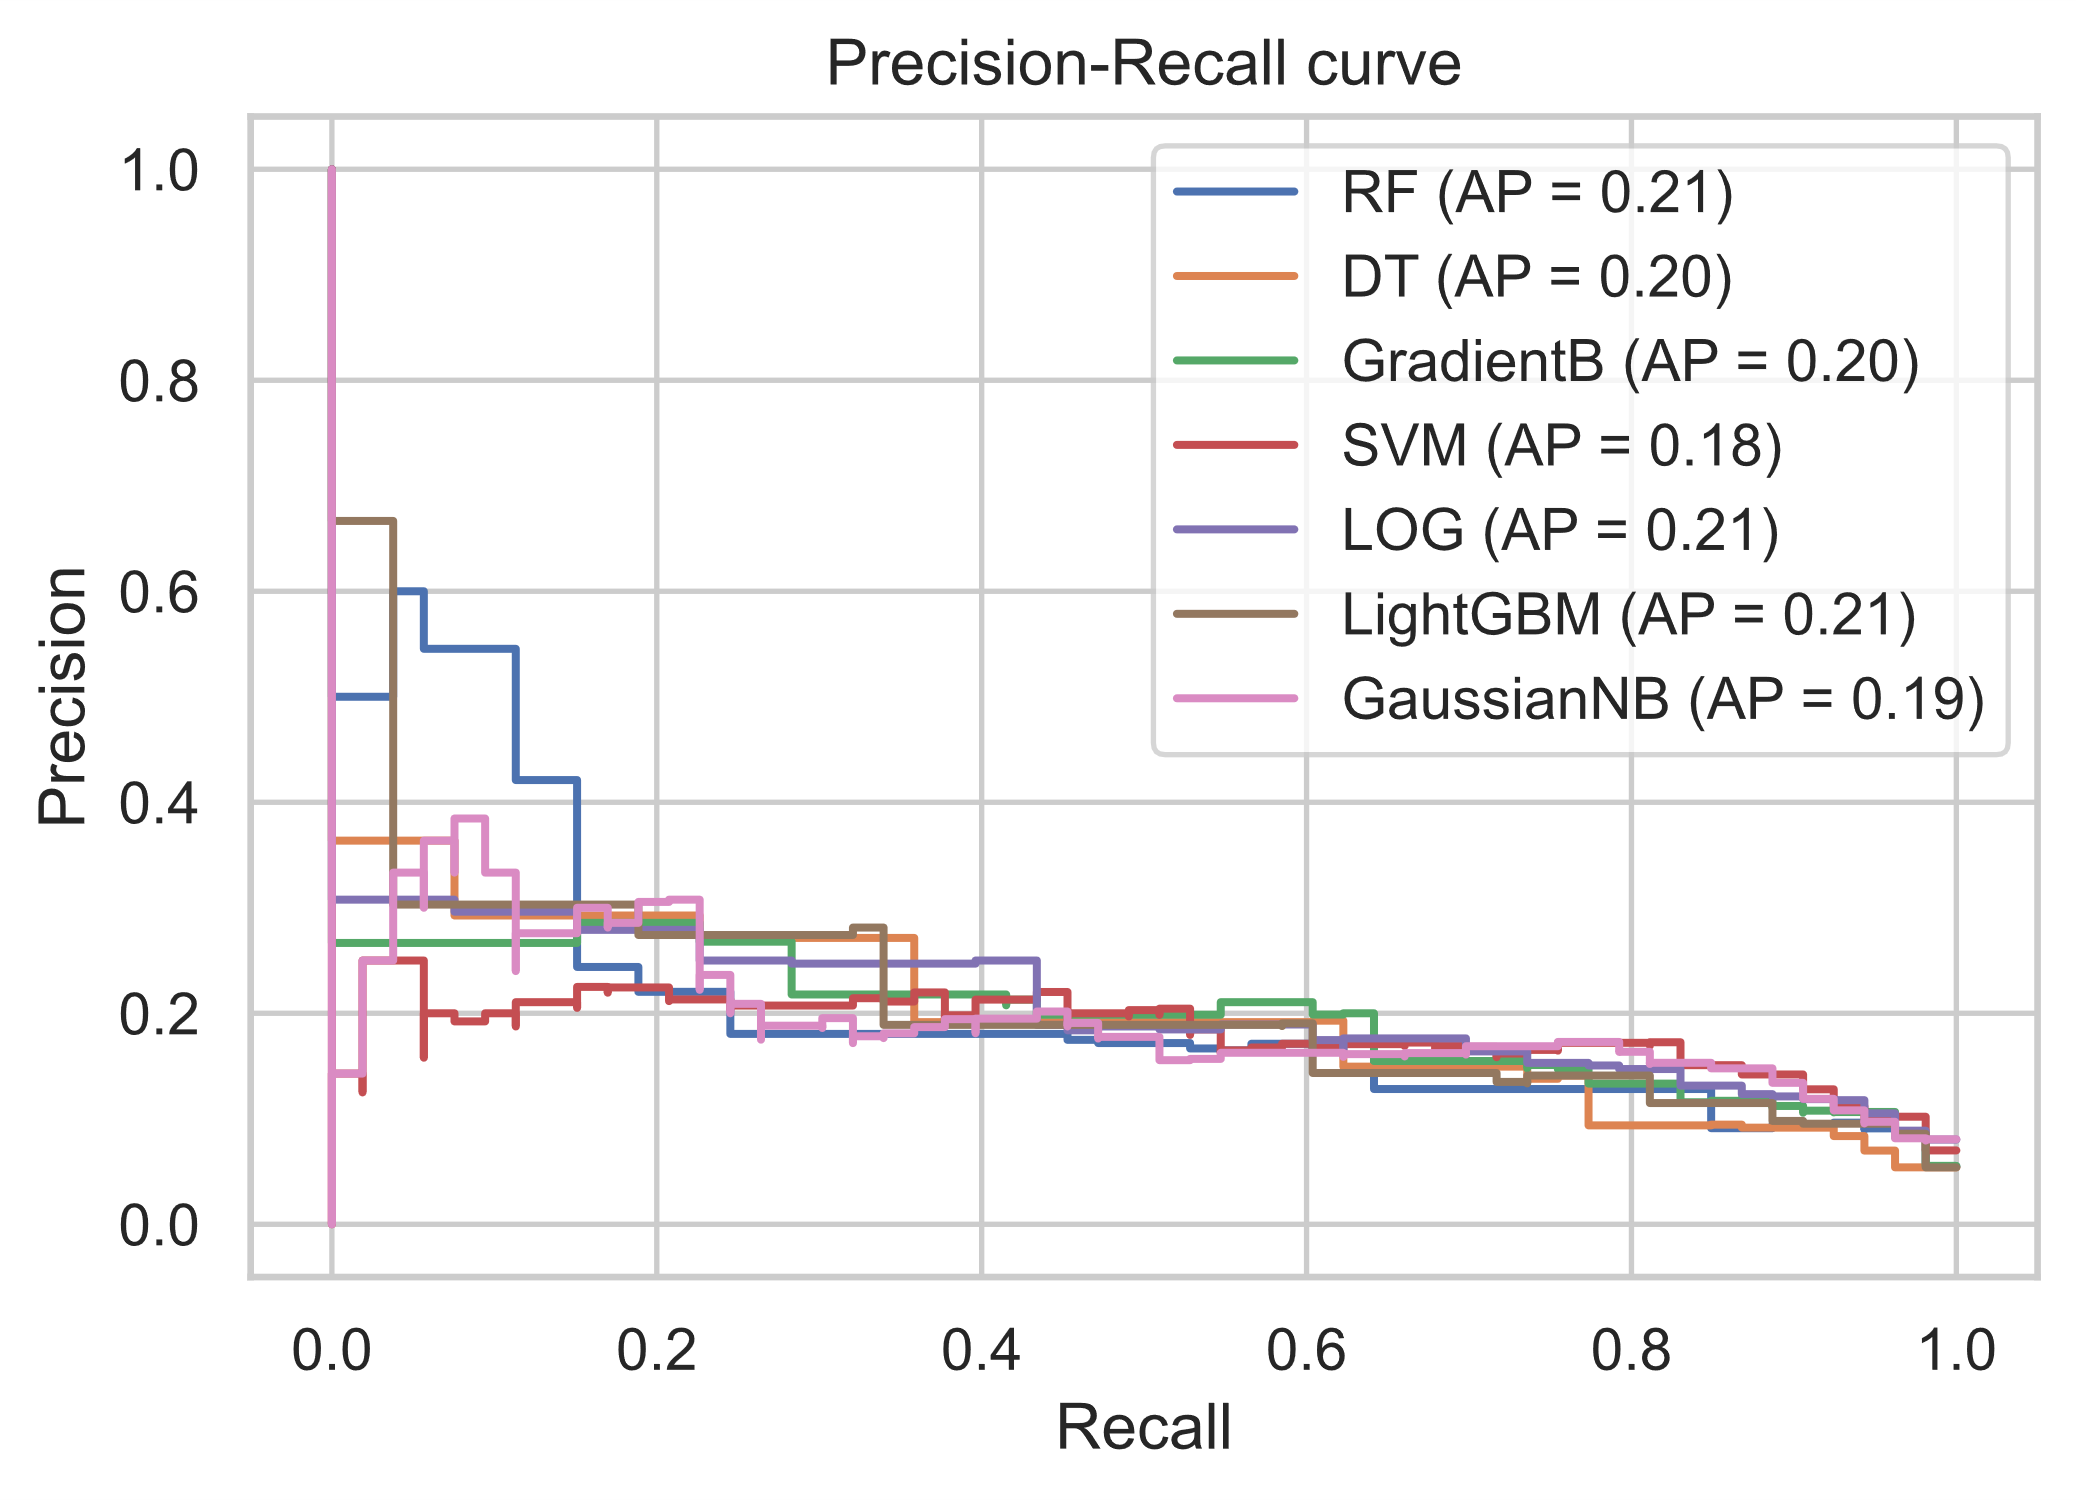 Precision-Recall curve
1.0
0.8
0.6
0.4
0.2
0.0
Precision
RF (AP = 0.21)
DT (AP = 0.20)
GradientB (AP = 0.20)
SVM (AP = 0.18)
LOG (AP = 0.21)
LightGBM (AP = 0.21)
GaussianNB (AP = 0.19)
0.0 0.2 0.4 0.6 0.8 1.0
Recall